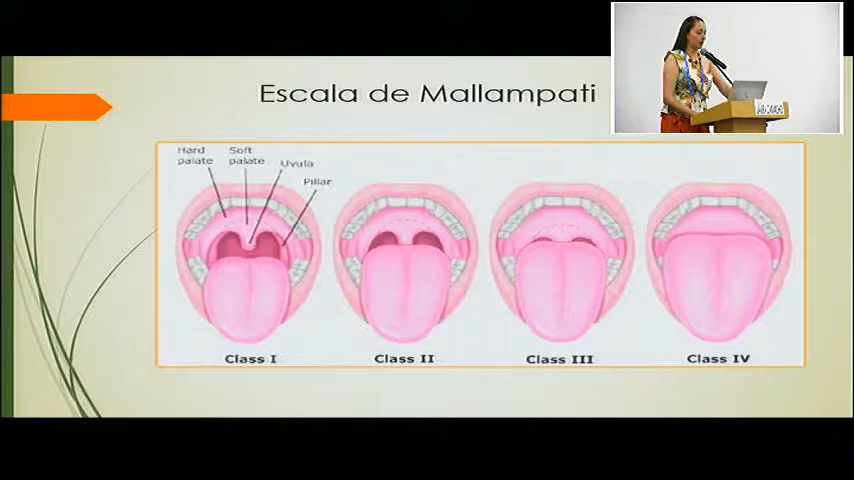 Escala de Mallampati
Hard
palate
Soft
palate
Uvula
Pillar
Class I
Class II
Class III
Class IV